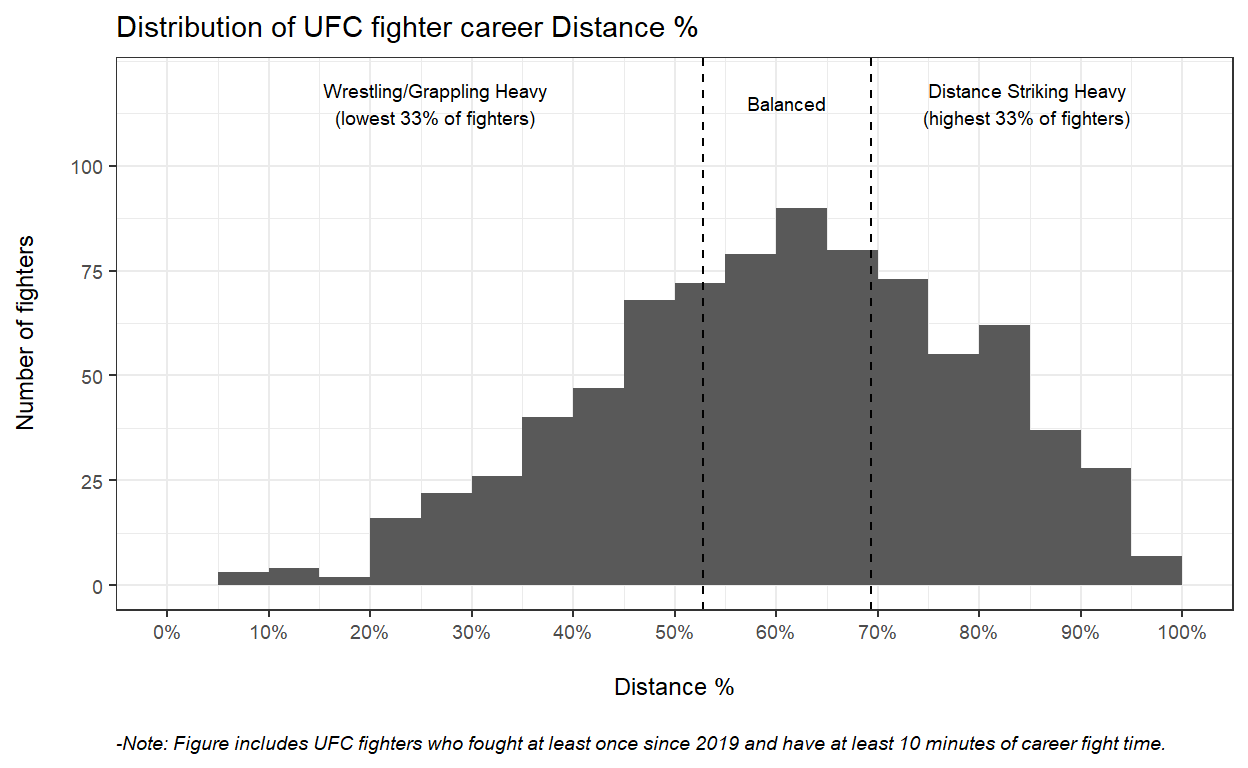 Distribution of UFC fighter career Distance %
Wrestling/Grappling Heavy
(lowest 33% of fighters)
Balanced
Distance Striking Heavy
(highest 33% of fighters)
Number of fighters
100
75
50
25
0
0% 10% 20% 30% 40% 50% 60% 70% 80% 90% 100%
Distance %
-Note: Figure includes UFC fighters who fought at least once since 2019 and have at least 10 minutes of career fight time.